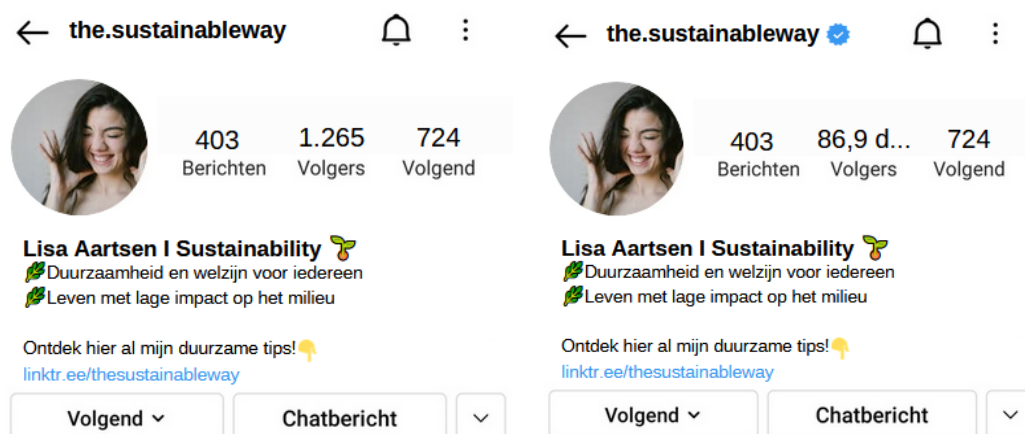 the.sustainableway
403 1.265 724
Berichten Volgers Volgend
Lisa Aartsen I Sustainability 🌱
🌿Duurzaamheid en welzijn voor iedereen
🌿Leven met lage impact op het milieu
Ontdek hier al mijn duurzame tips!👇
linktr.ee/thesustainableway
Volgend Chatbericht
the.sustainableway
403 86,9 d... 724
Berichten Volgers Volgend
Lisa Aartsen I Sustainability 🌱
🌿Duurzaamheid en welzijn voor iedereen
🌿Leven met lage impact op het milieu
Ontdek hier al mijn duurzame tips!👇
linktr.ee/thesustainableway
Volgend Chatbericht